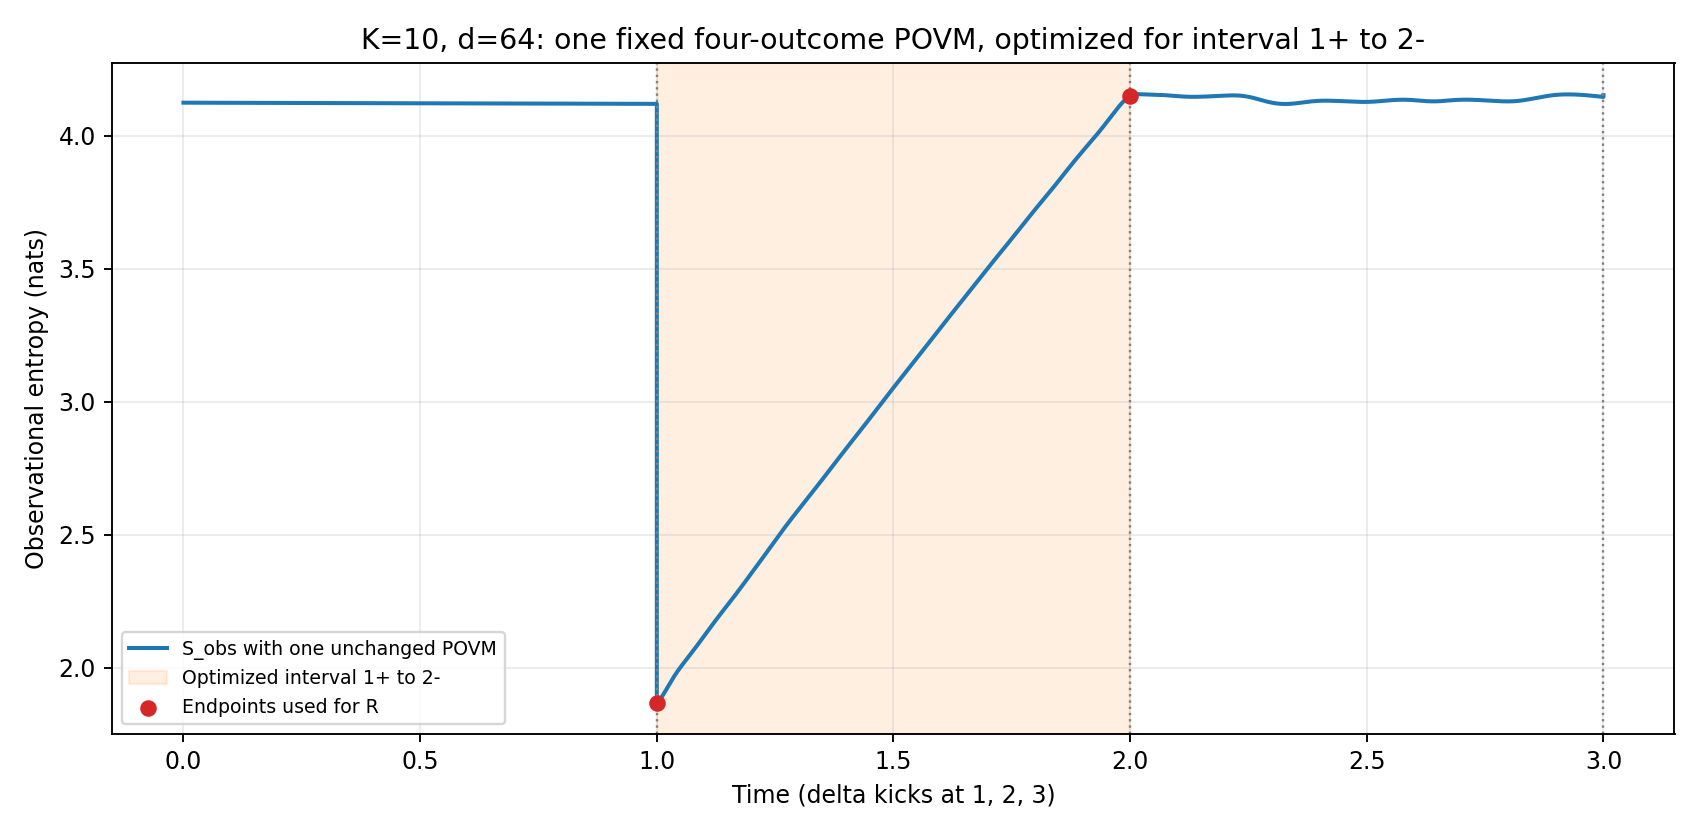 K=10, d=64: one fixed four-outcome POVM, optimized for interval 1+ to 2-
Observational entropy (nats)
4.0
3.5
3.0
2.5
2.0
S_obs with one unchanged POVM
Optimized interval 1+ to 2-
Endpoints used for R
0.0 0.5 1.0 1.5 2.0 2.5 3.0
Time (delta kicks at 1, 2, 3)